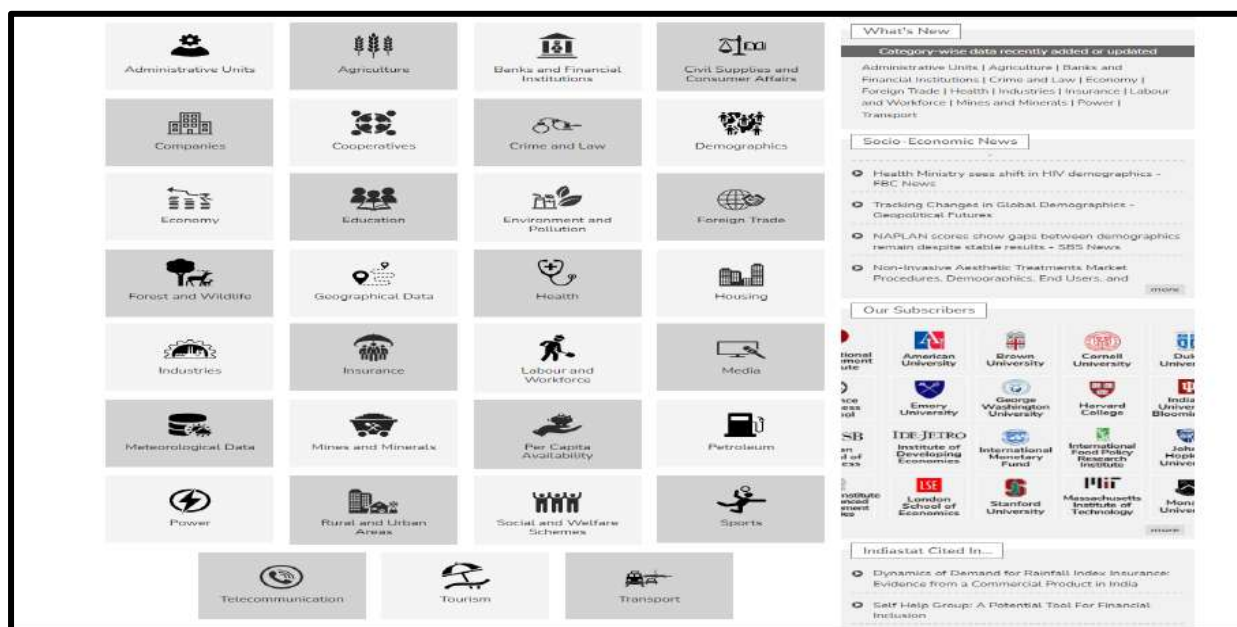 Administrative Units
Agriculture
Banks and Financial
Institutions
Civil Supplies and
Consumer Affairs
Companies
Cooperatives
Crime and Law
Demographics
Economy
Education
Environment and
Pollution
Foreign Trade
Forest and Wildlife
Geographical Data
Health
Housing
Industries
Insurance
Labour and
Workforce
Media
Meteorological Data
Mines and Minerals
Per Capita
Availability
Petroleum
Power
Rural and Urban
Areas
Social and Welfare
Schemes
Sports
Telecommunication
Tourism
Transport
What's New
Category-wise data recently added or updated
Administrative Units | Agriculture | Banks and
Financial Institutions | Crime and Law | Economy |
Foreign Trade | Health | Industries | Insurance | Labour
and Workforce | Mines and Minerals | Power |
Transport
Socio-Economic News
Health Ministry sees shift in HIV demographics -
FBC News
Tracking Changes in Global Demographics -
Geopolitical Futures
NAPLAN scores show gaps between demographics
remain despite stable results - SBS News
Non-Invasive Aesthetic Treatments Market
Procedures, Demographics, End Users, and
more
Our Subscribers
American
University
Brown
University
Cornell
University
Emory
University
George
Washington
University
Harvard
College
IDE-JETRO
Institute of
Developing
Economies
International
Monetary
Fund
International
Food Policy
Research
Institute
LSE
London
School of
Economics
Stanford
University
Massachusetts
Institute of
Technology
more
Indiastat Cited In...
Dynamics of Demand for Rainfall Index Insurance:
Evidence from a Commercial Product in India
Self Help Group: A Potential Tool For Financial
Inclusion